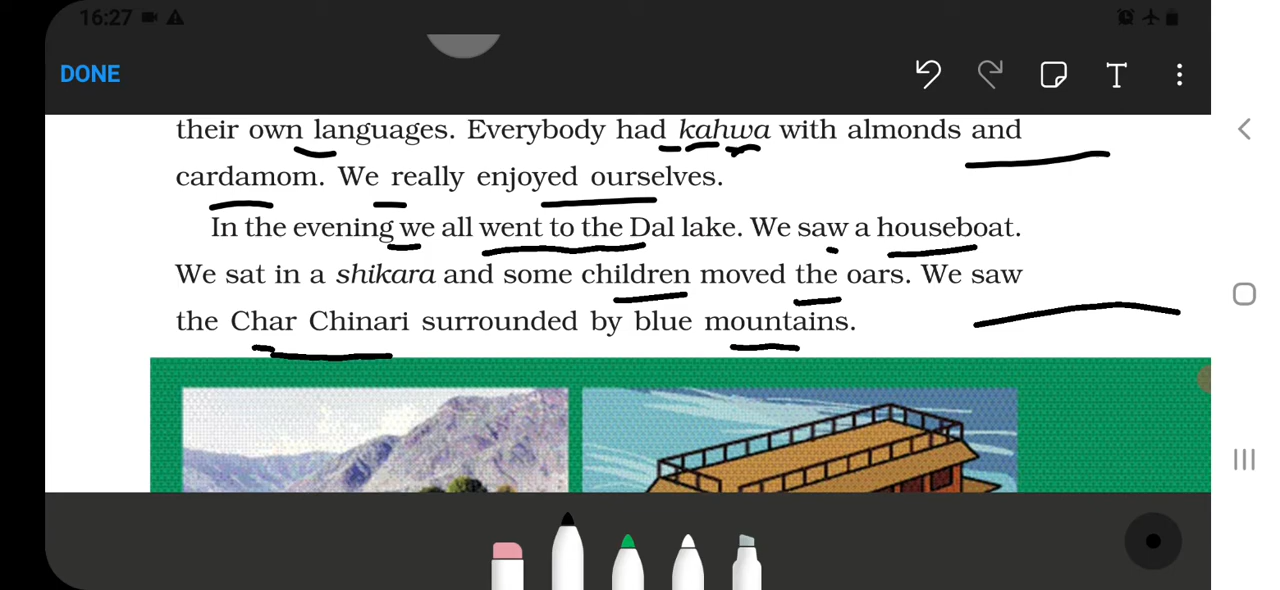 16:27
DONE
T
their own languages. Everybody had kahwa with almonds and
cardamom. We really enjoyed ourselves.
In the evening we all went to the Dal lake. We saw a houseboat.
We sat in a shikara and some children moved the oars. We saw
the Char Chinari surrounded by blue mountains.